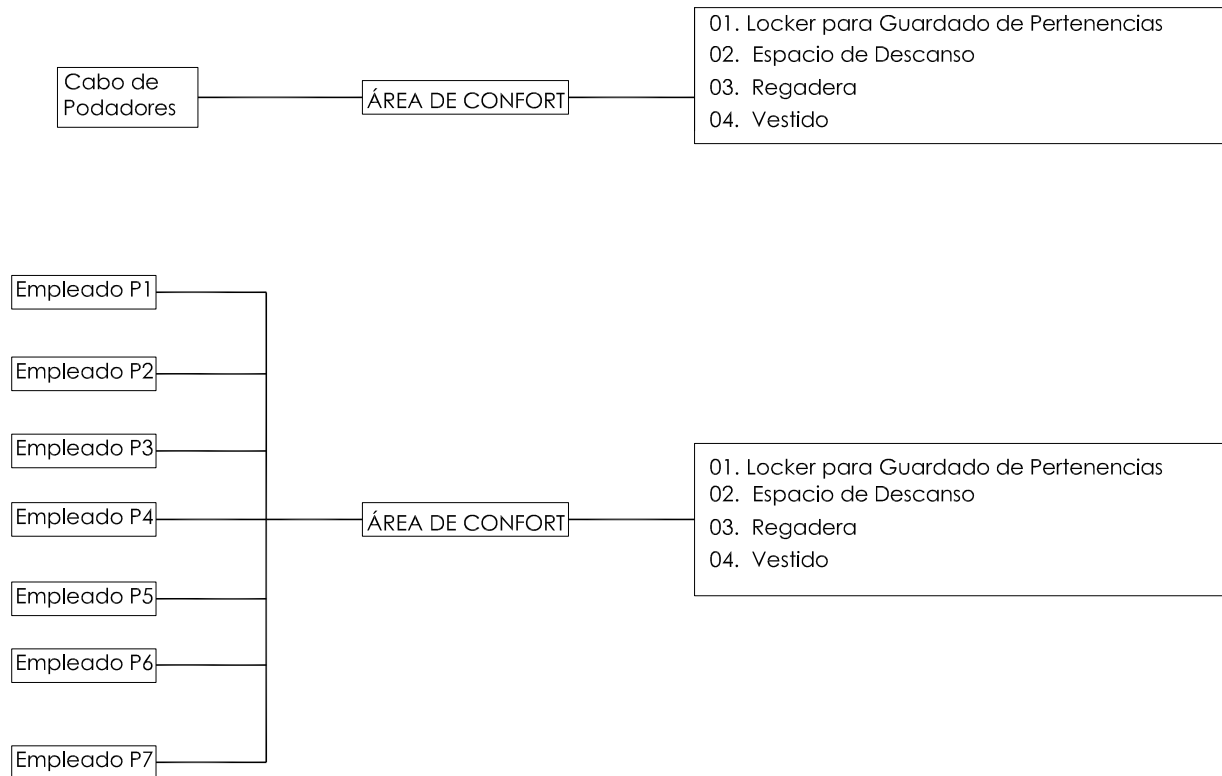 Cabo de
Podadores
ÁREA DE CONFORT
01. Locker para Guardado de Pertenencias
02. Espacio de Descanso
03. Regadera
04. Vestido
Empleado P1
Empleado P2
Empleado P3
Empleado P4
Empleado P5
Empleado P6
Empleado P7
ÁREA DE CONFORT
01. Locker para Guardado de Pertenencias
02. Espacio de Descanso
03. Regadera
04. Vestido